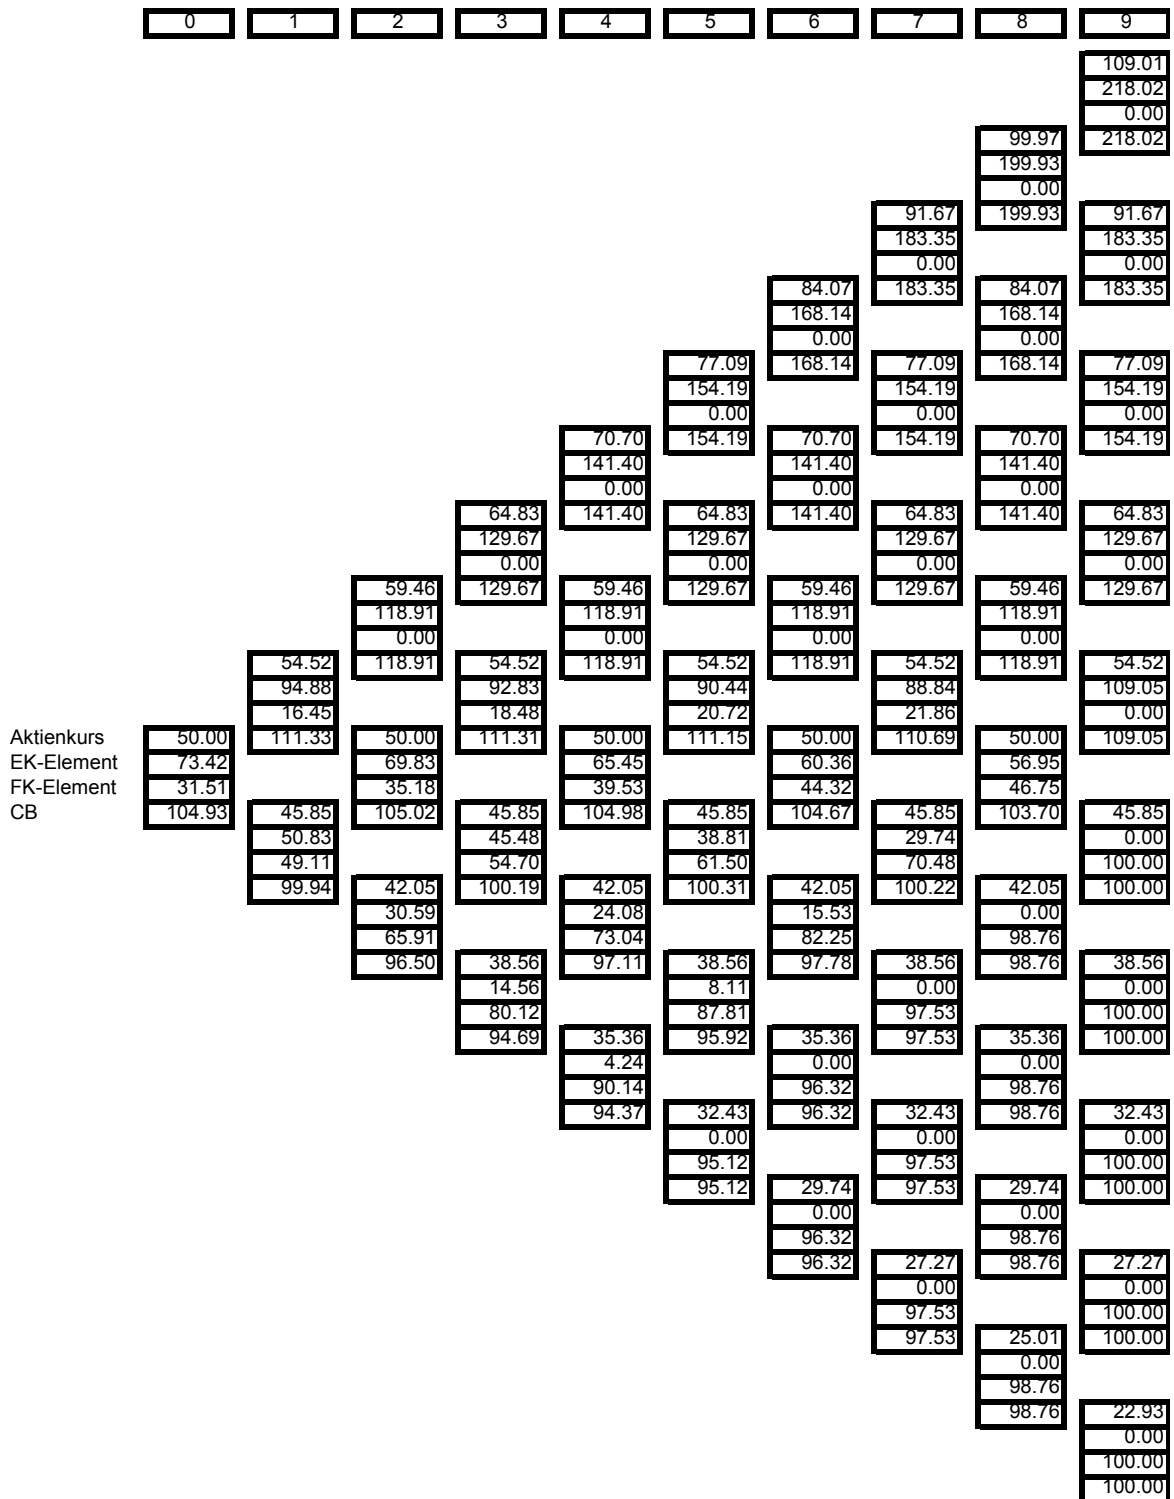 0 1 2 3 4 5 6 7 8 9
109.01
218.02
0.00
99.97 218.02
199.93
0.00
91.67 199.93 91.67
183.35 183.35
0.00 0.00
84.07 183.35 84.07 183.35
168.14 168.14
0.00 0.00
77.09 168.14 77.09 168.14 77.09
154.19 154.19 154.19
0.00 0.00 0.00
70.70 154.19 70.70 154.19 70.70 154.19
141.40 141.40 141.40
0.00 0.00 0.00
64.83 141.40 64.83 141.40 64.83 141.40 64.83
129.67 129.67 129.67 129.67
0.00 0.00 0.00 0.00
59.46 129.67 59.46 129.67 59.46 129.67 59.46 129.67
118.91 118.91 118.91 118.91
0.00 0.00 0.00 0.00
54.52 118.91 54.52 118.91 54.52 118.91 54.52 118.91 54.52
94.88 92.83 90.44 88.84 109.05
16.45 18.48 20.72 21.86 0.00
Aktienkurs 50.00 111.33 50.00 111.31 50.00 111.15 50.00 110.69 50.00 109.05
EK-Element 73.42 69.83 65.45 60.36 56.95
FK-Element 31.51 35.18 39.53 44.32 46.75
CB 104.93 45.85 105.02 45.85 104.98 45.85 104.67 45.85 103.70 45.85
50.83 45.48 38.81 29.74 0.00
49.11 54.70 61.50 70.48 100.00
99.94 42.05 100.19 42.05 100.31 42.05 100.22 42.05 100.00
30.59 24.08 15.53 0.00
65.91 73.04 82.25 98.76
96.50 38.56 97.11 38.56 97.78 38.56 98.76 38.56
14.56 8.11 0.00 0.00
80.12 87.81 97.53 100.00
94.69 35.36 95.92 35.36 97.53 35.36 100.00
4.24 0.00 0.00
90.14 96.32 98.76
94.37 32.43 96.32 32.43 98.76 32.43
0.00 0.00 0.00
95.12 97.53 100.00
95.12 29.74 97.53 29.74 100.00
0.00 0.00
96.32 98.76
96.32 27.27 98.76 27.27
0.00 0.00
97.53 100.00
97.53 25.01 100.00
0.00
98.76
98.76 22.93
0.00
100.00
100.00